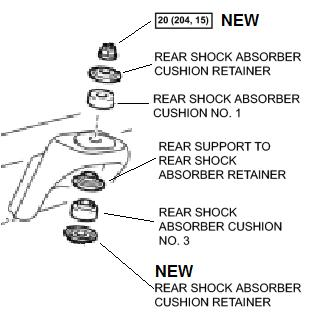 20 (204, 15) NEW
REAR SHOCK ABSORBER
CUSHION RETAINER
REAR SHOCK ABSORBER
CUSHION NO. 1
REAR SUPPORT TO
REAR SHOCK
ABSORBER RETAINER
REAR SHOCK
ABSORBER CUSHION
NO. 3
NEW
REAR SHOCK ABSORBER
CUSHION RETAINER